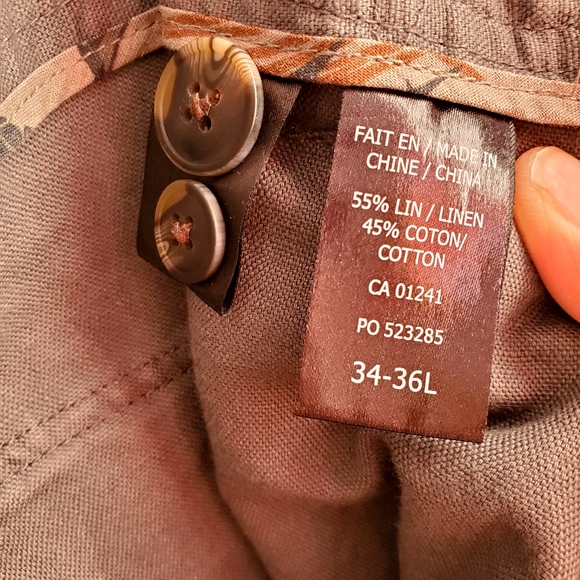 FAIT EN / MADE IN
CHINE / CHINA
55% LIN / LINEN
45% COTON/
COTTON
CA 01241
PO 523285
34-36L